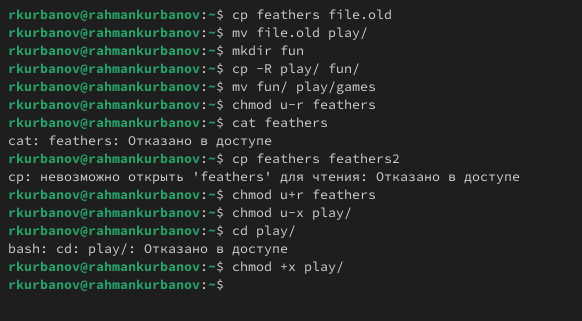 rkurbanov@rahmankurbanov:~$ cp feathers file.old
rkurbanov@rahmankurbanov:~$ mv file.old play/
rkurbanov@rahmankurbanov:~$ mkdir fun
rkurbanov@rahmankurbanov:~$ cp -R play/ fun/
rkurbanov@rahmankurbanov:~$ mv fun/ play/games
rkurbanov@rahmankurbanov:~$ chmod u-r feathers
rkurbanov@rahmankurbanov:~$ cat feathers
cat: feathers: Отказано в доступе
rkurbanov@rahmankurbanov:~$ cp feathers feathers2
cp: невозможно открыть 'feathers' для чтения: Отказано в доступе
rkurbanov@rahmankurbanov:~$ chmod u+r feathers
rkurbanov@rahmankurbanov:~$ chmod u-x play/
rkurbanov@rahmankurbanov:~$ cd play/
bash: cd: play/: Отказано в доступе
rkurbanov@rahmankurbanov:~$ chmod +x play/
rkurbanov@rahmankurbanov:~$